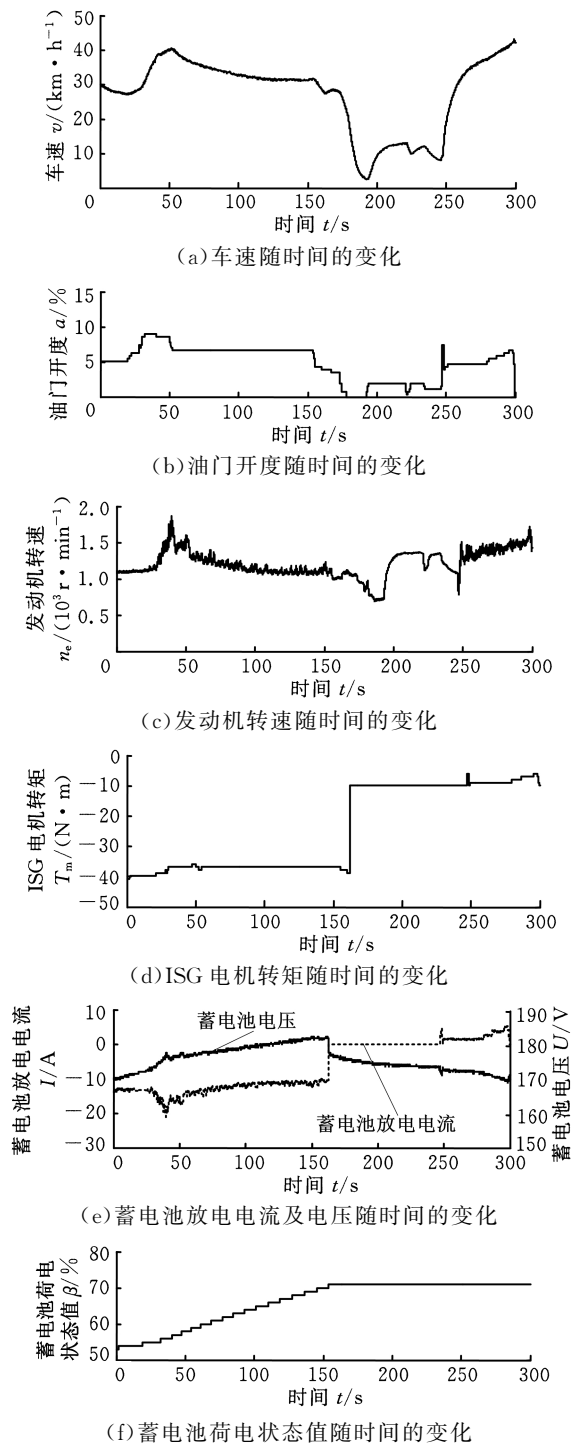 50
40
30
20
10
车速 v/(km·h⁻¹)
0 50 100 150 200 250 300
时间 t/s
(a)车速随时间的变化
15
10
5
油门开度 a/%
0 50 100 150 200 250 300
时间 t/s
(b)油门开度随时间的变化
2.0
1.5
1.0
0.5
发动机转速
nₑ/(10³r·min⁻¹)
0 50 100 150 200 250 300
时间 t/s
(c)发动机转速随时间的变化
0
−10
−20
−30
−40
−50
ISG 电机转矩
Tₘ/(N·m)
0 50 100 150 200 250 300
时间 t/s
(d)ISG 电机转矩随时间的变化
10
0
−10
−20
−30
蓄电池放电电流
I/A
蓄电池电压
蓄电池放电电流
190
180
170
160
150
蓄电池电压 U/V
0 50 100 150 200 250 300
时间 t/s
(e)蓄电池放电电流及电压随时间的变化
80
70
60
50
蓄电池荷电
状态值 β/%
0 50 100 150 200 250 300
时间 t/s
(f)蓄电池荷电状态值随时间的变化